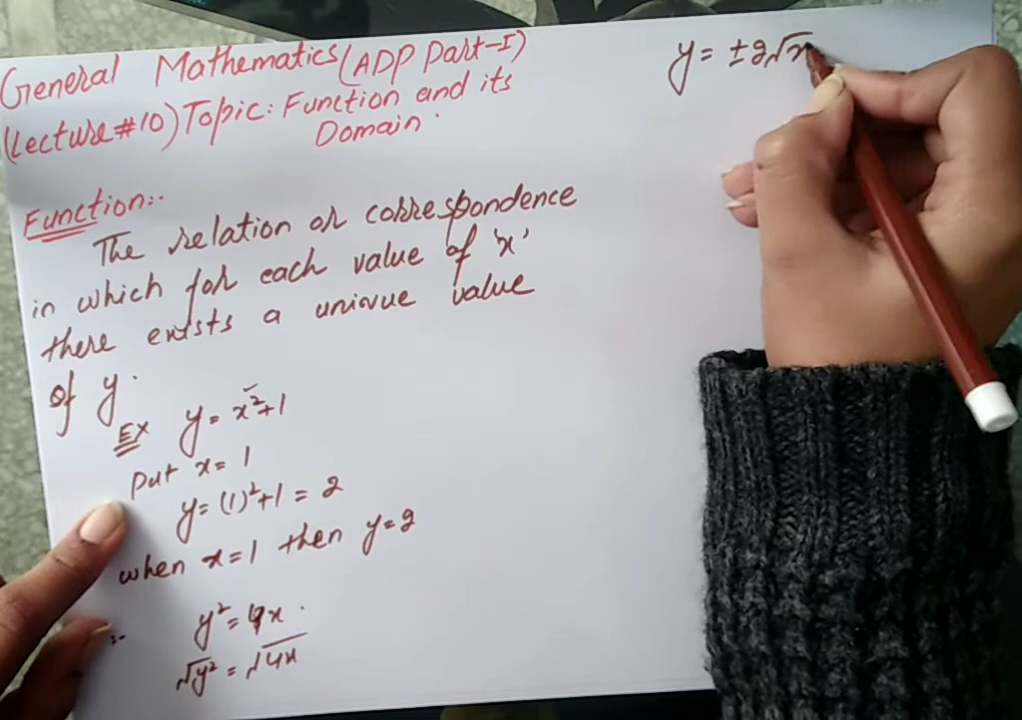 General Mathematics (ADP Part-I)
(Lecture#10) Topic: Function and its
Domain.
Function:-
The relation or correspondence
in which for each value of 'x'
there exists a univue value
of y.
Ex y = x²+1
put x = 1
y = (1)²+1 = 2
when x=1 then y=2
:- y² = 4x.
√y² = √4x
y = ±2√x